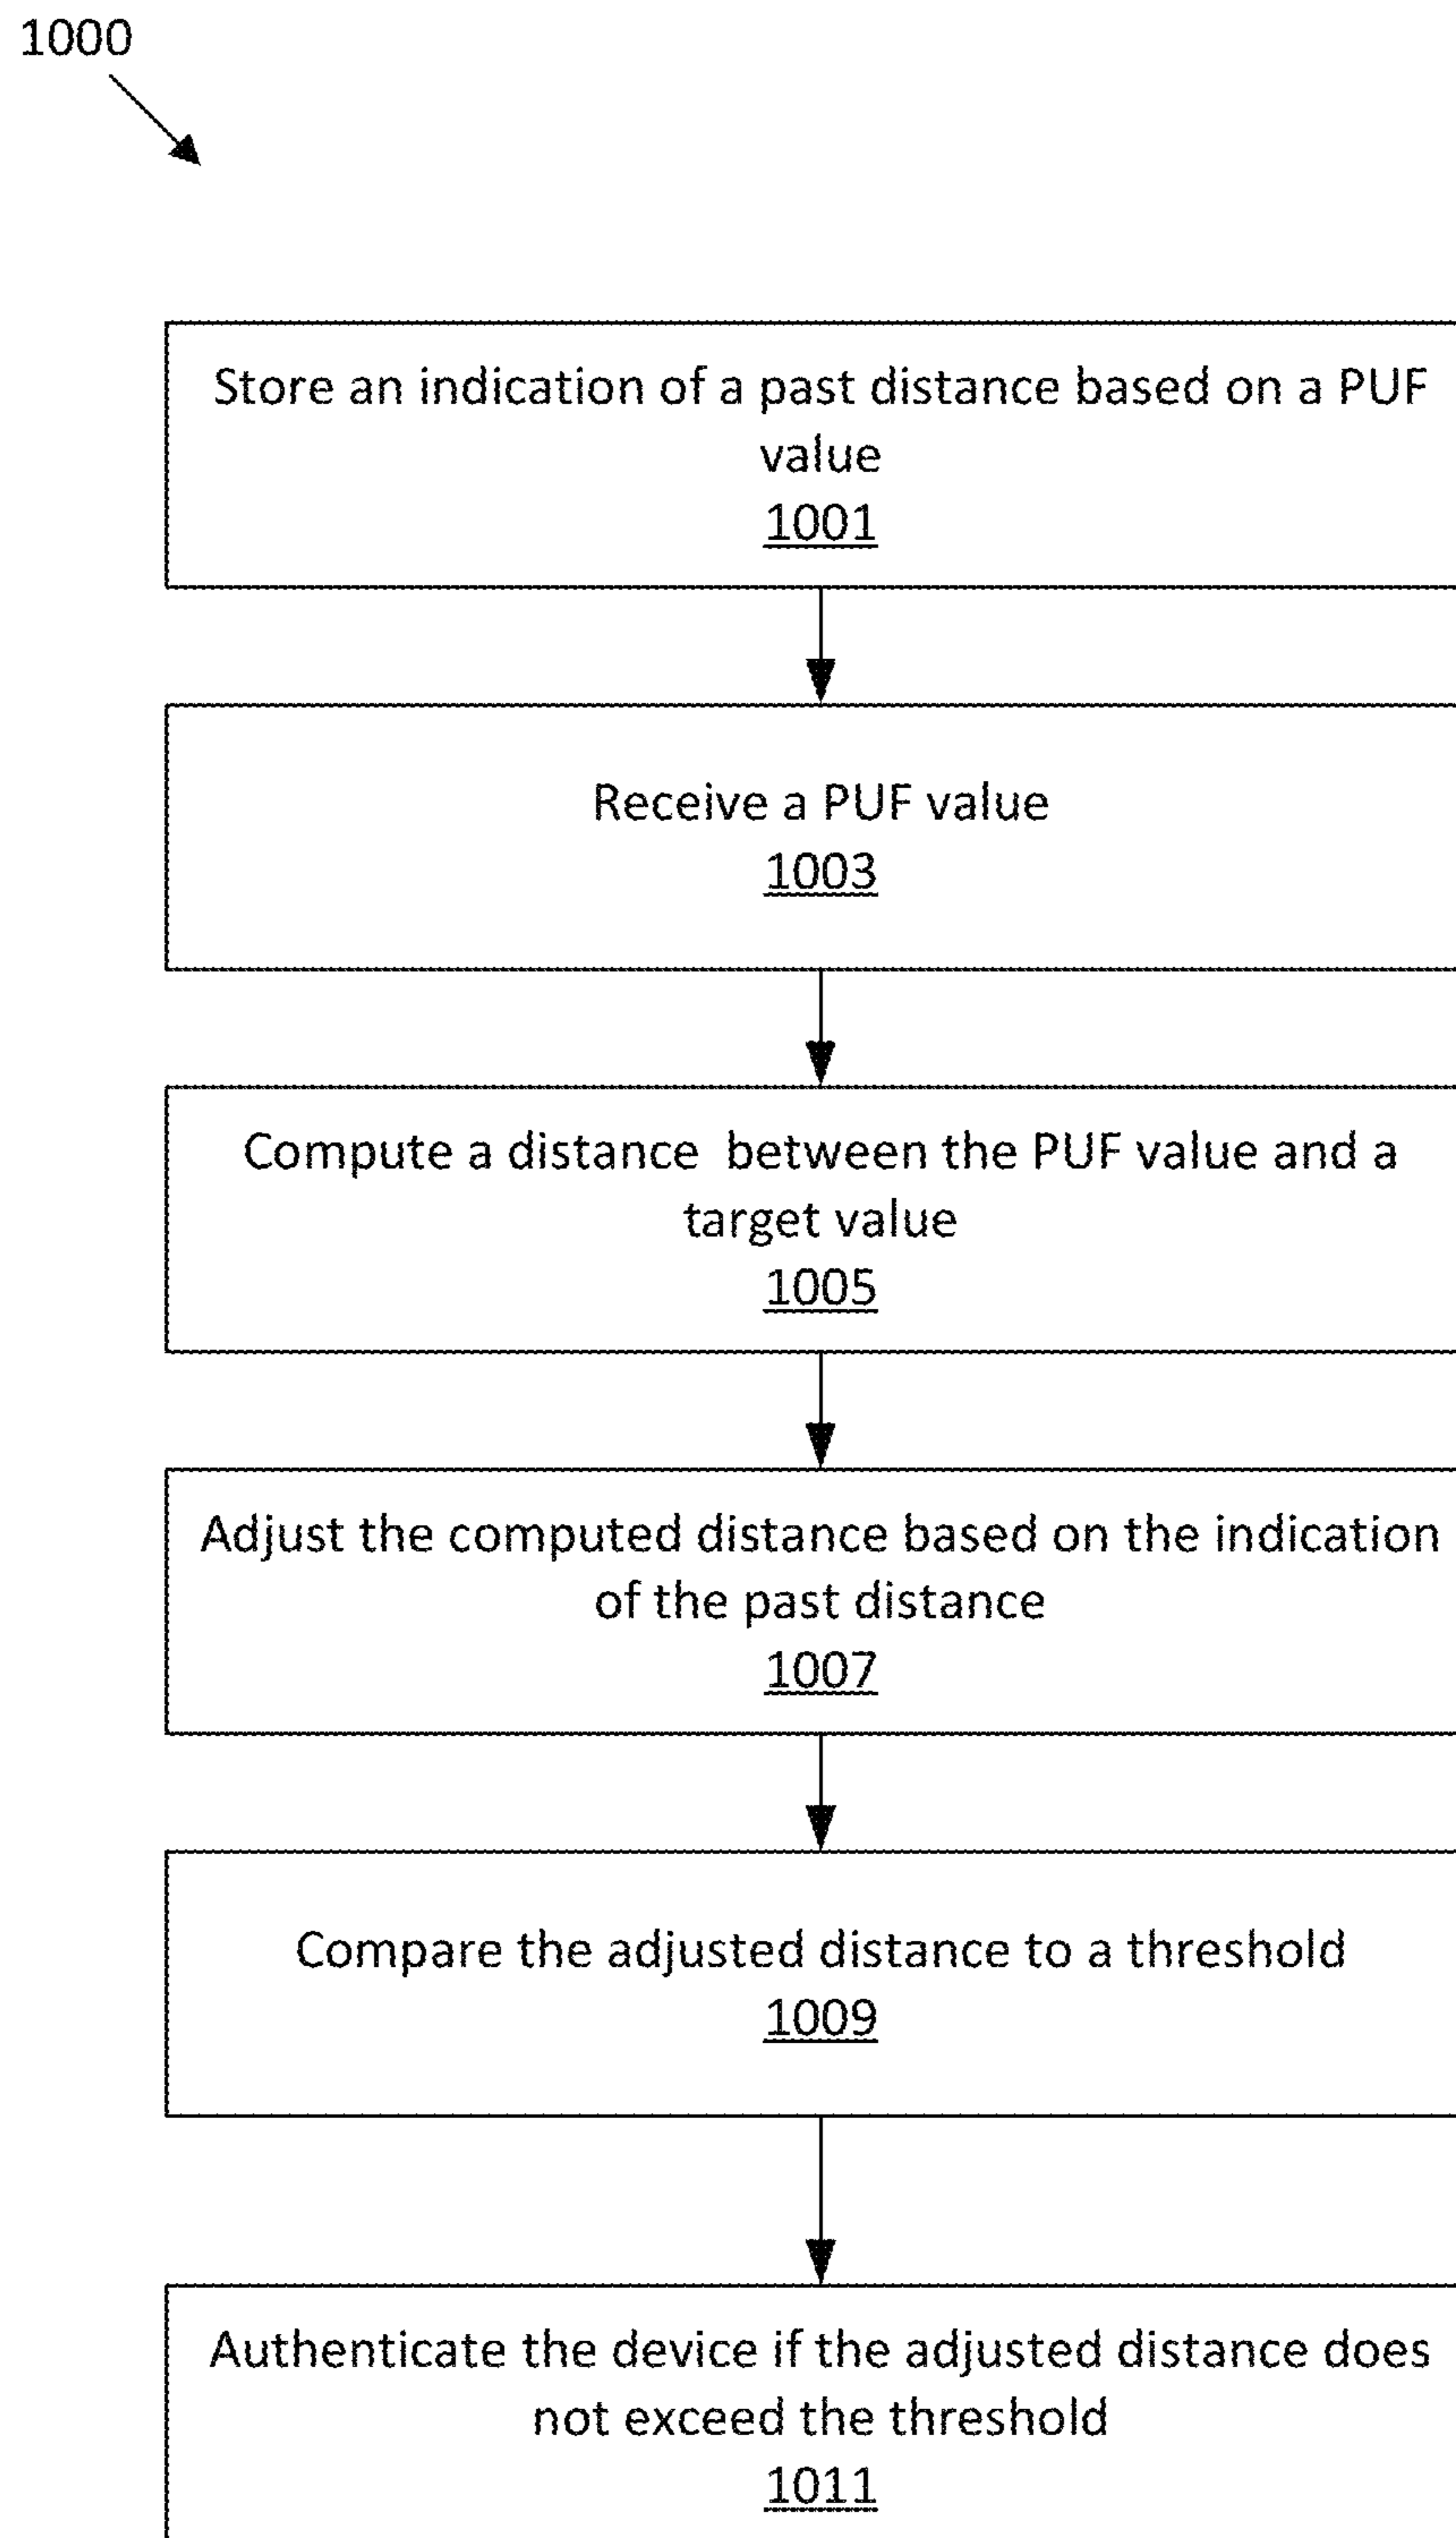 1000
Store an indication of a past distance based on a PUF
value
1001
Receive a PUF value
1003
Compute a distance between the PUF value and a
target value
1005
Adjust the computed distance based on the indication
of the past distance
1007
Compare the adjusted distance to a threshold
1009
Authenticate the device if the adjusted distance does
not exceed the threshold
1011